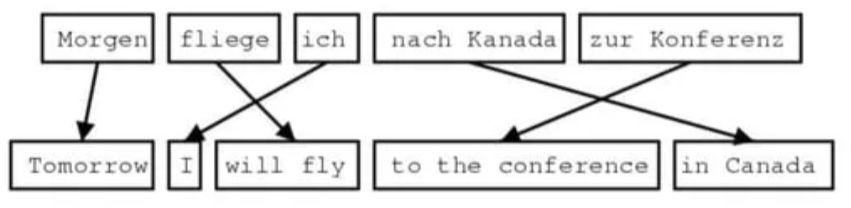 Morgen fliege ich nach Kanada zur Konferenz
Tomorrow I will fly to the conference in Canada